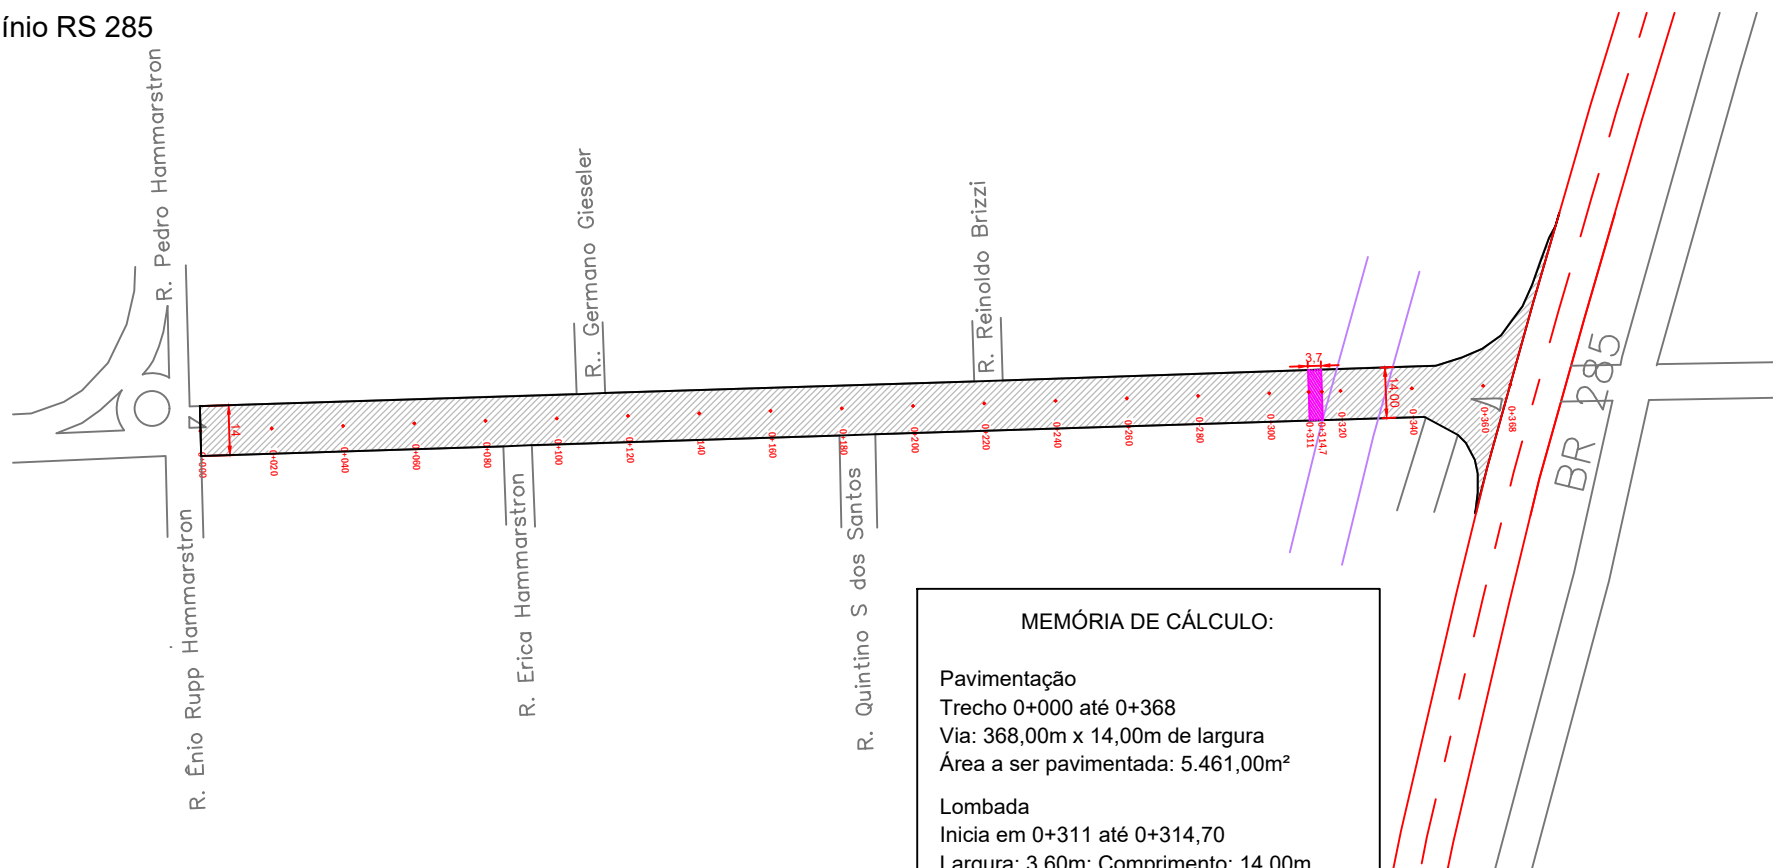 ínio RS 285
R. Pedro Hammarstron
R.. Germano Gieseler
R. Reinoldo Brizzi
3,7
14,00
14
0+000
0+020
0+040
0+060
0+080
0+100
0+120
140
0+160
0+180
0+200
0+220
0+240
0+260
0+280
0+300
0+311
0+314,7
0+320
0+340
0+360
0+368
BR 285
R. Ênio Rupp Hammarstron
R. Erica Hammarstron
R. Quintino S dos Santos
MEMÓRIA DE CÁLCULO:
Pavimentação
Trecho 0+000 até 0+368
Via: 368,00m x 14,00m de largura
Área a ser pavimentada: 5.461,00m²
Lombada
Inicia em 0+311 até 0+314,70
Largura: 3,60m; Comprimento: 14,00m